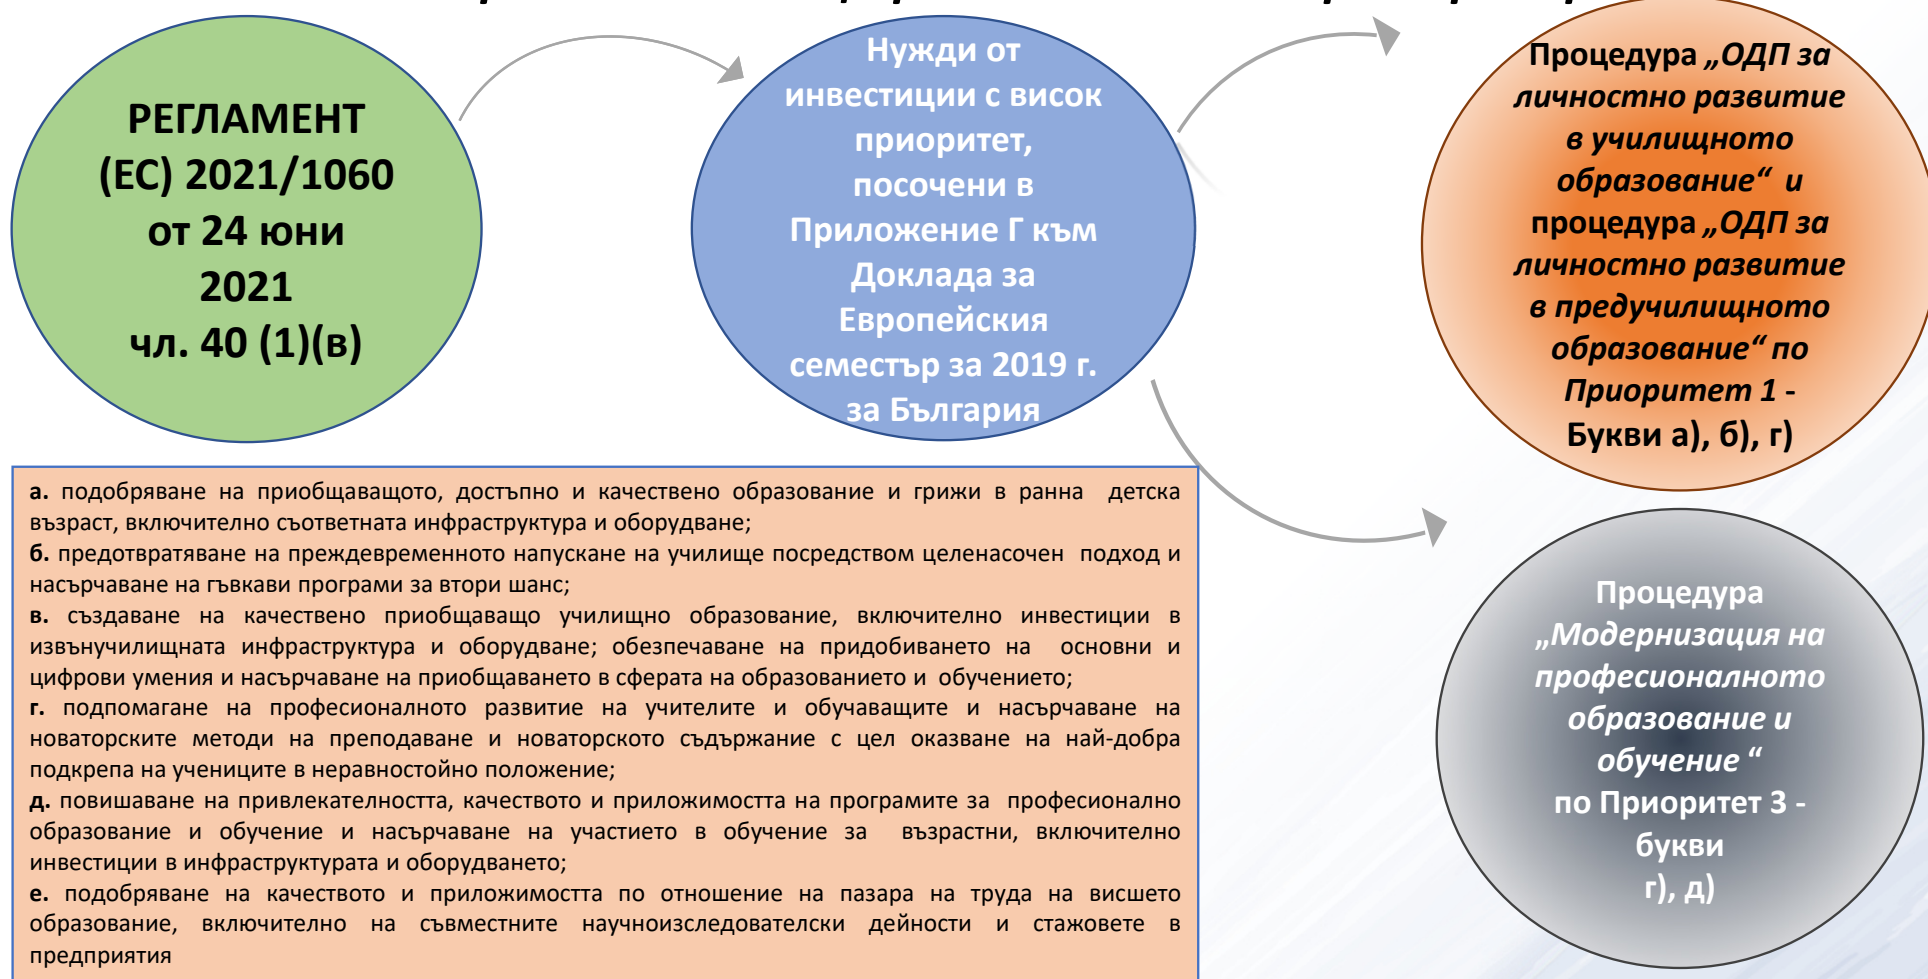 РЕГЛАМЕНТ
(ЕС) 2021/1060
от 24 юни
2021
чл. 40 (1)(в)
Нужди от
инвестиции с висок
приоритет,
посочени в
Приложение Г към
Доклада за
Европейския
семестър за 2019 г.
за България
Процедура „ОДП за
личностно развитие
в училищното
образование“ и
процедура „ОДП за
личностно развитие
в предучилищното
образование“ по
Приоритет 1 -
Букви а), б), г)
а. подобряване на приобщаващото, достъпно и качествено образование и грижи в ранна детска
възраст, включително съответната инфраструктура и оборудване;
б. предотвратяване на преждевременното напускане на училище посредством целенасочен подход и
насърчаване на гъвкави програми за втори шанс;
в. създаване на качествено приобщаващо училищно образование, включително инвестиции в
извънучилищната инфраструктура и оборудване; обезпечаване на придобиването на основни и
цифрови умения и насърчаване на приобщаването в сферата на образованието и обучението;
г. подпомагане на професионалното развитие на учителите и обучаващите и насърчаване на
новаторските методи на преподаване и новаторското съдържание с цел оказване на най-добра
подкрепа на учениците в неравностойно положение;
д. повишаване на привлекателността, качеството и приложимостта на програмите за професионално
образование и обучение и насърчаване на участието в обучение за възрастни, включително
инвестиции в инфраструктурата и оборудването;
е. подобряване на качеството и приложимостта по отношение на пазара на труда на висшето
образование, включително на съвместните научноизследователски дейности и стажовете в
предприятия
Процедура
„Модернизация на
професионалното
образование и
обучение “
по Приоритет 3 -
букви
г), д)